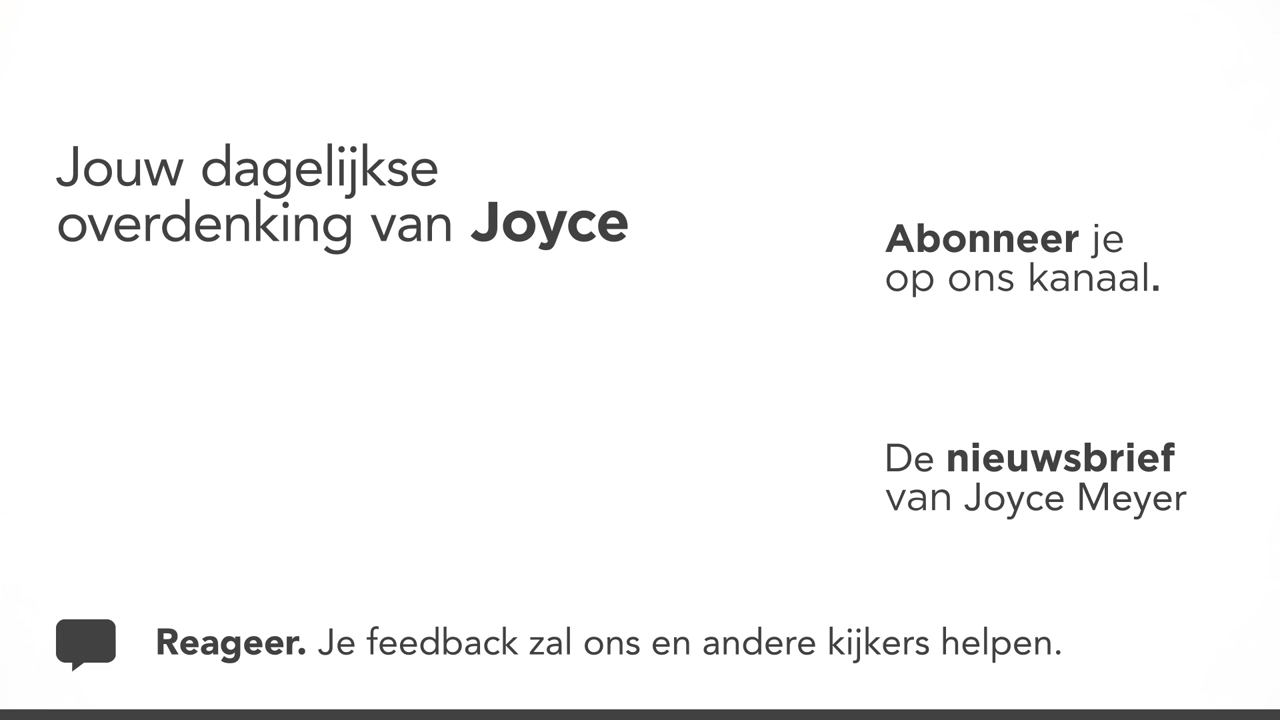 Jouw dagelijkse
overdenking van Joyce
Abonneer je
op ons kanaal.
De nieuwsbrief
van Joyce Meyer
Reageer. Je feedback zal ons en andere kijkers helpen.